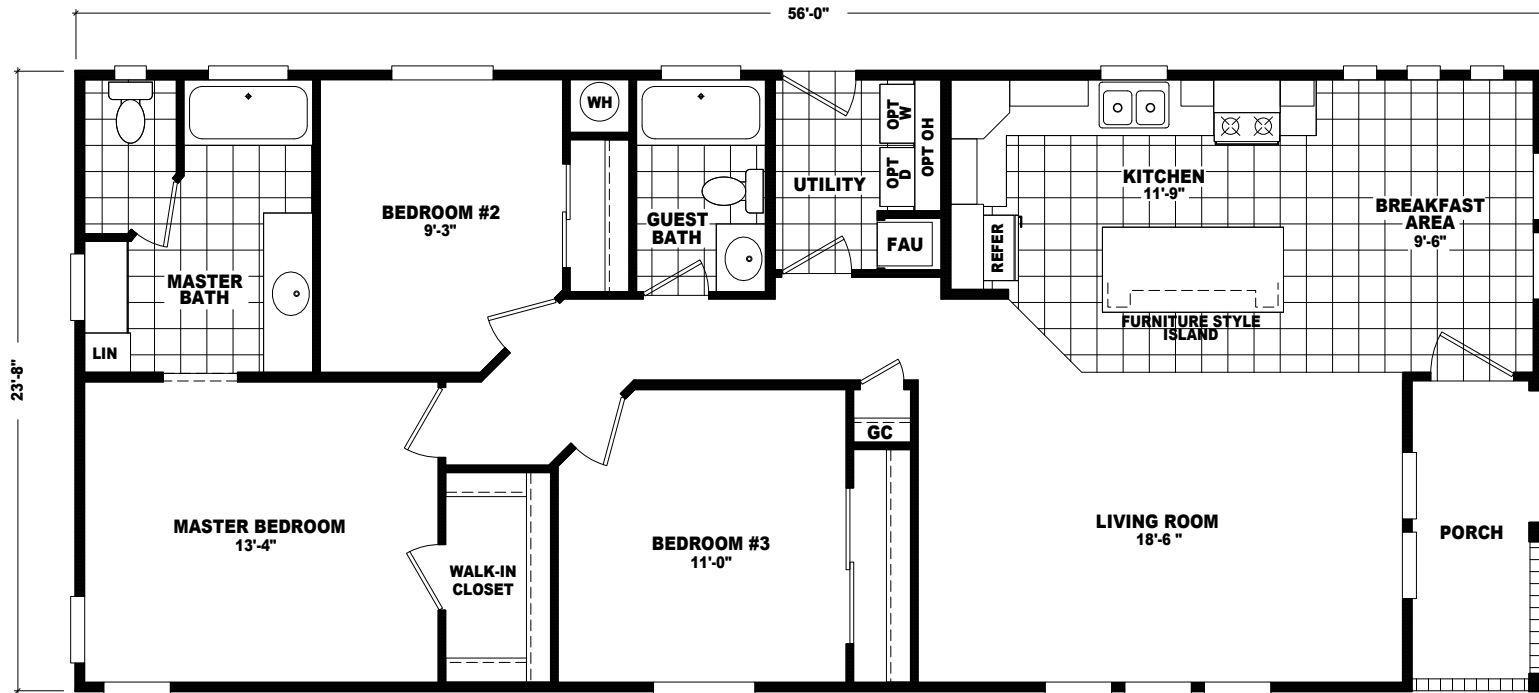 56'-0"
23'-8"
WH
OPT W
OPT D
OPT OH
BEDROOM #2
9'-3"
GUEST
BATH
UTILITY
FAU
REFER
KITCHEN
11'-9"
BREAKFAST
AREA
9'-6"
MASTER
BATH
LIN
FURNITURE STYLE
ISLAND
GC
MASTER BEDROOM
13'-4"
WALK-IN
CLOSET
BEDROOM #3
11'-0"
LIVING ROOM
18'-6 "
PORCH